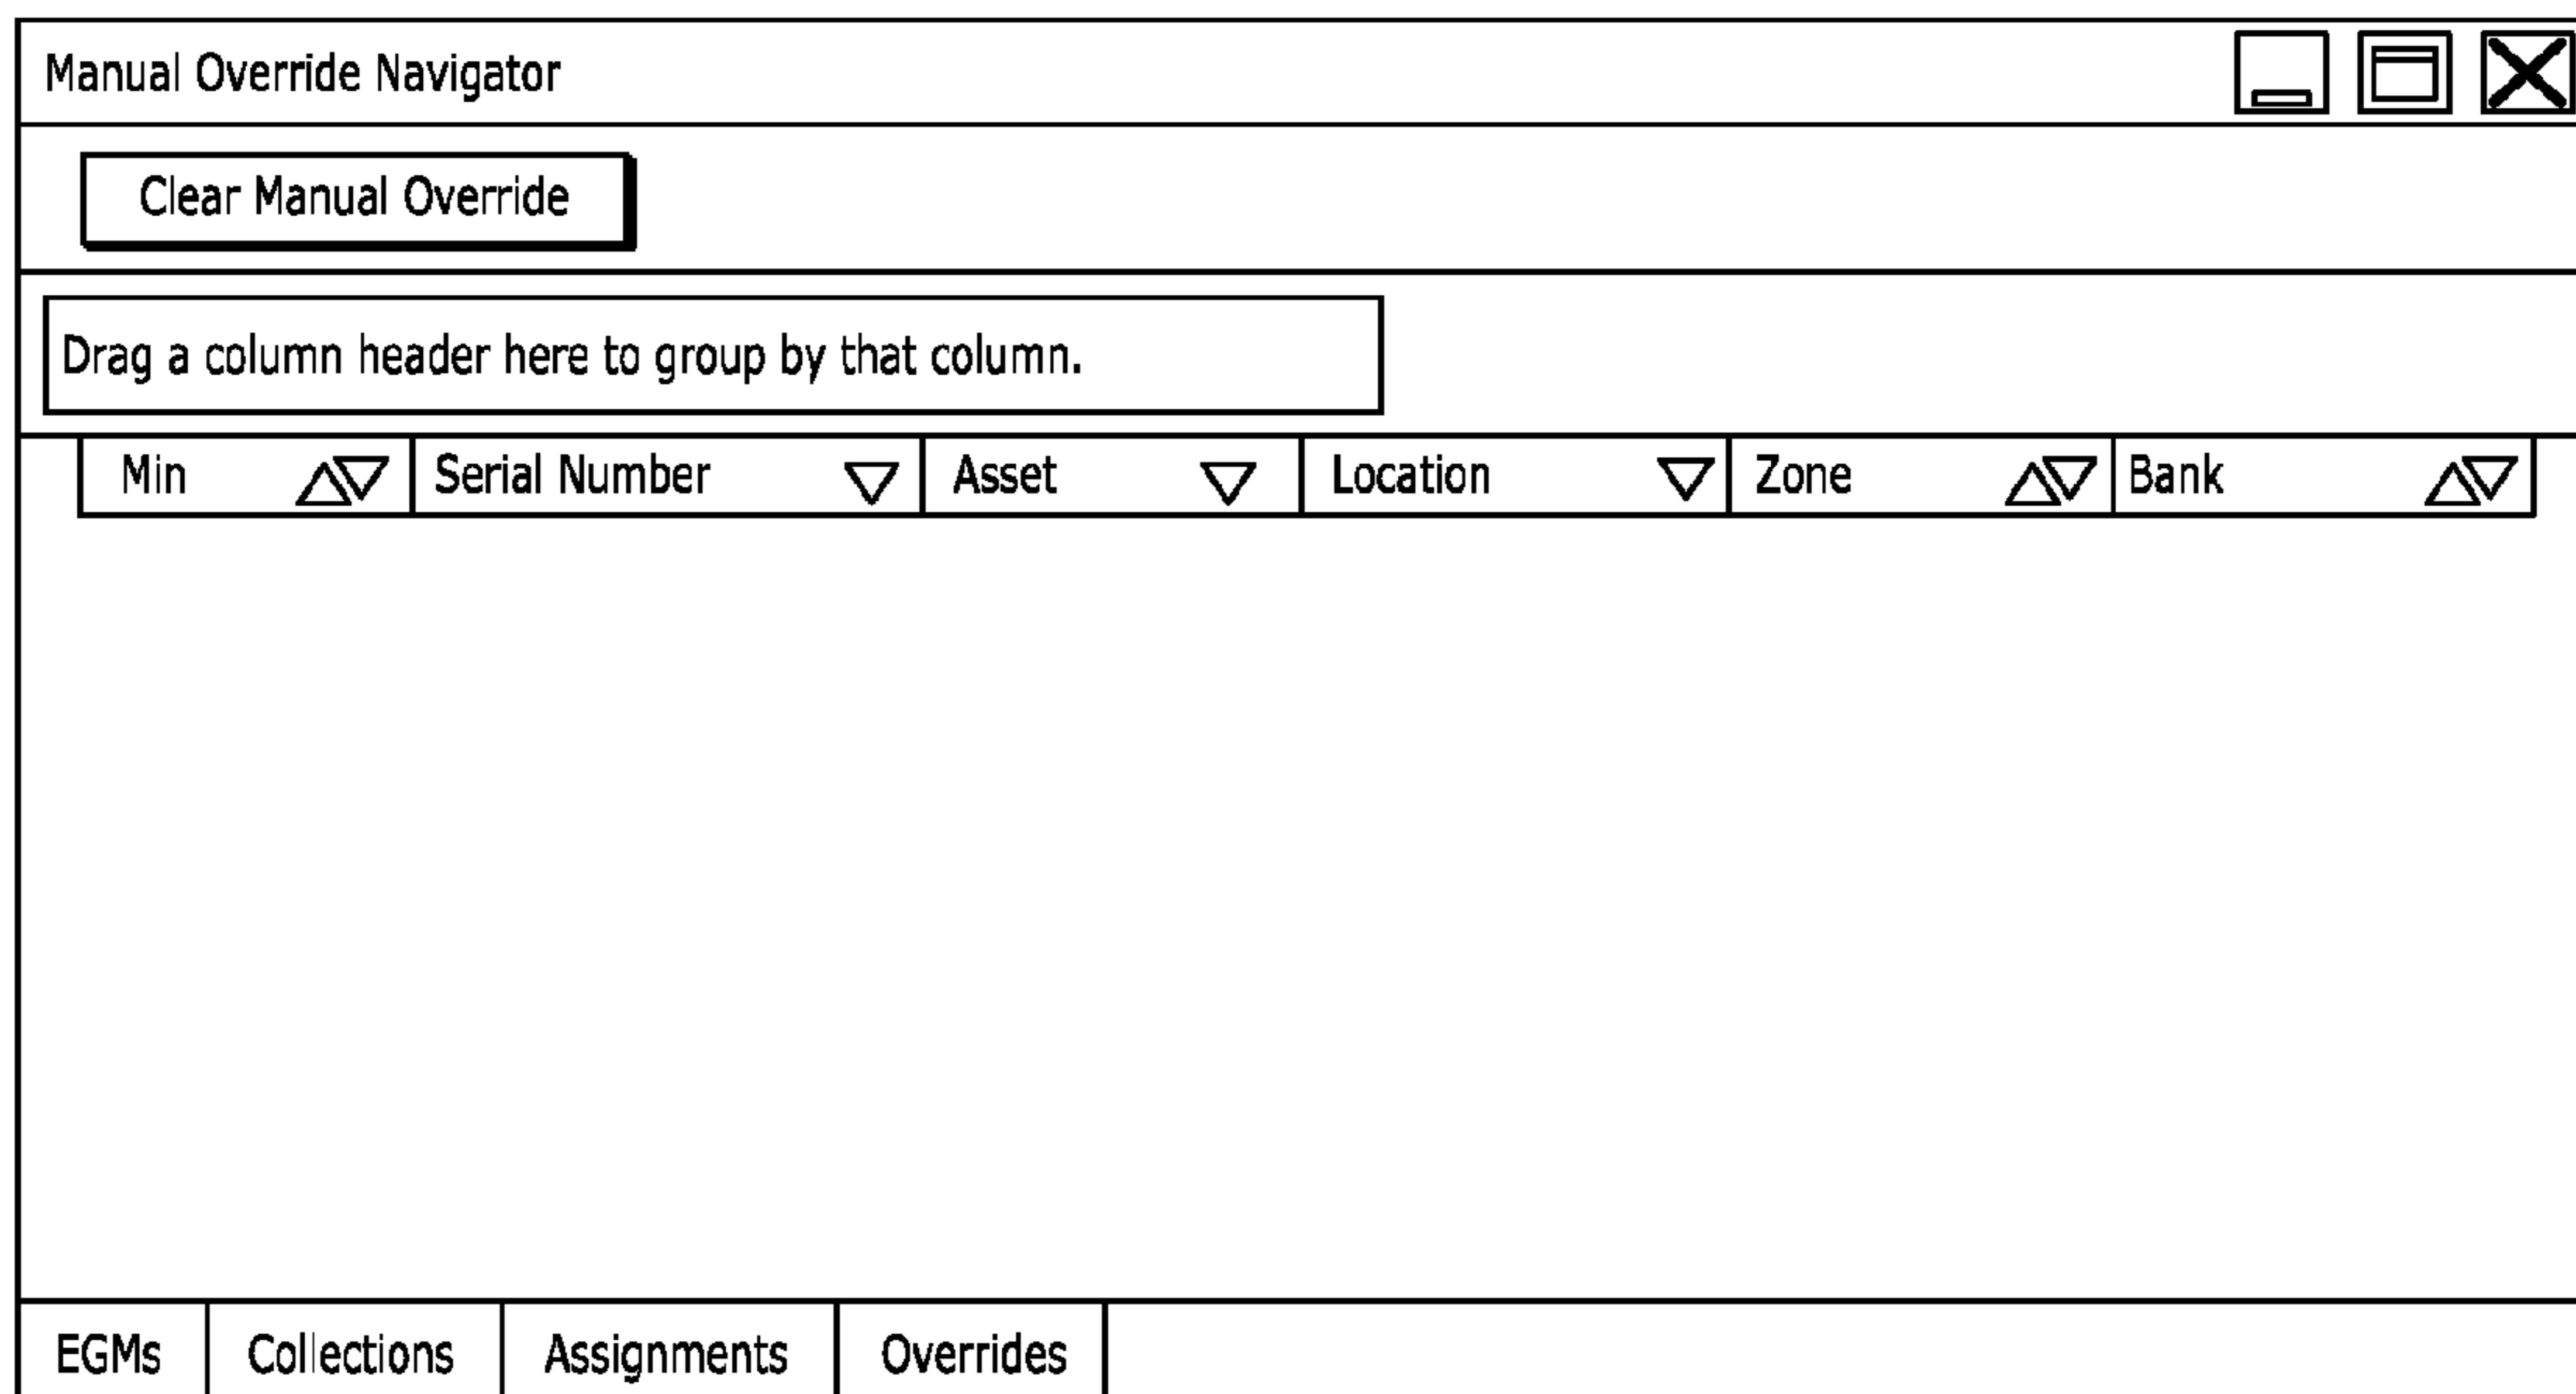 Manual Override Navigator
Clear Manual Override
Drag a column header here to group by that column.
Min Serial Number Asset Location Zone Bank
EGMs Collections Assignments Overrides